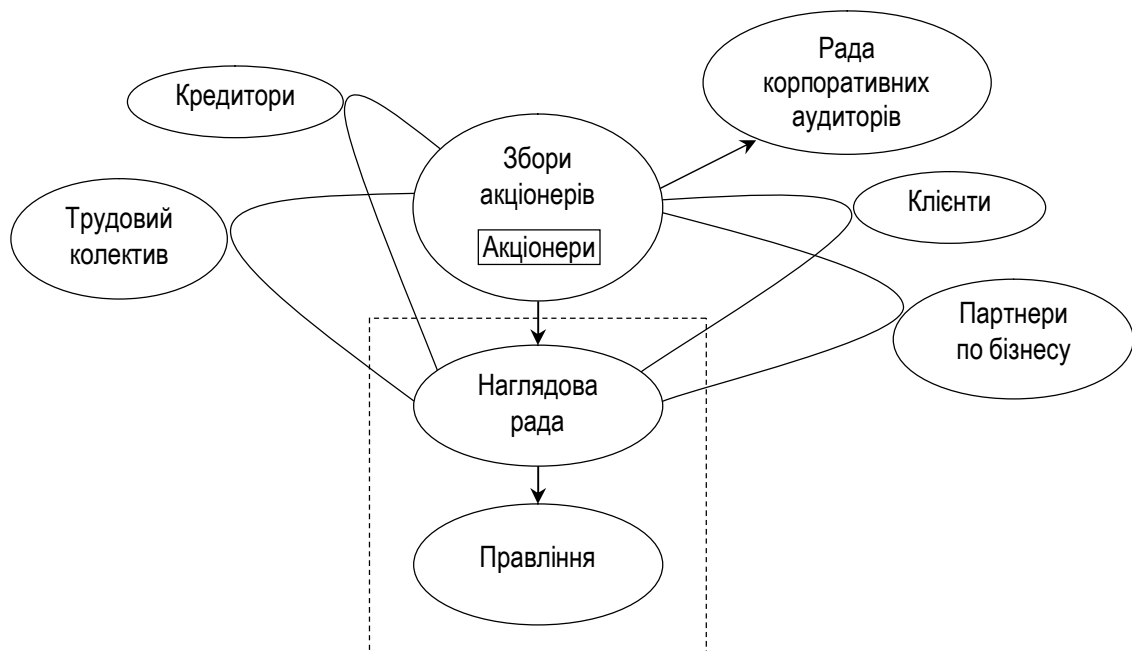 Рада
корпоративних
аудиторів
Кредитори
Збори
акціонерів
Акціонери
Клієнти
Трудовий
колектив
Партнери
по бізнесу
Наглядова
рада
Правління